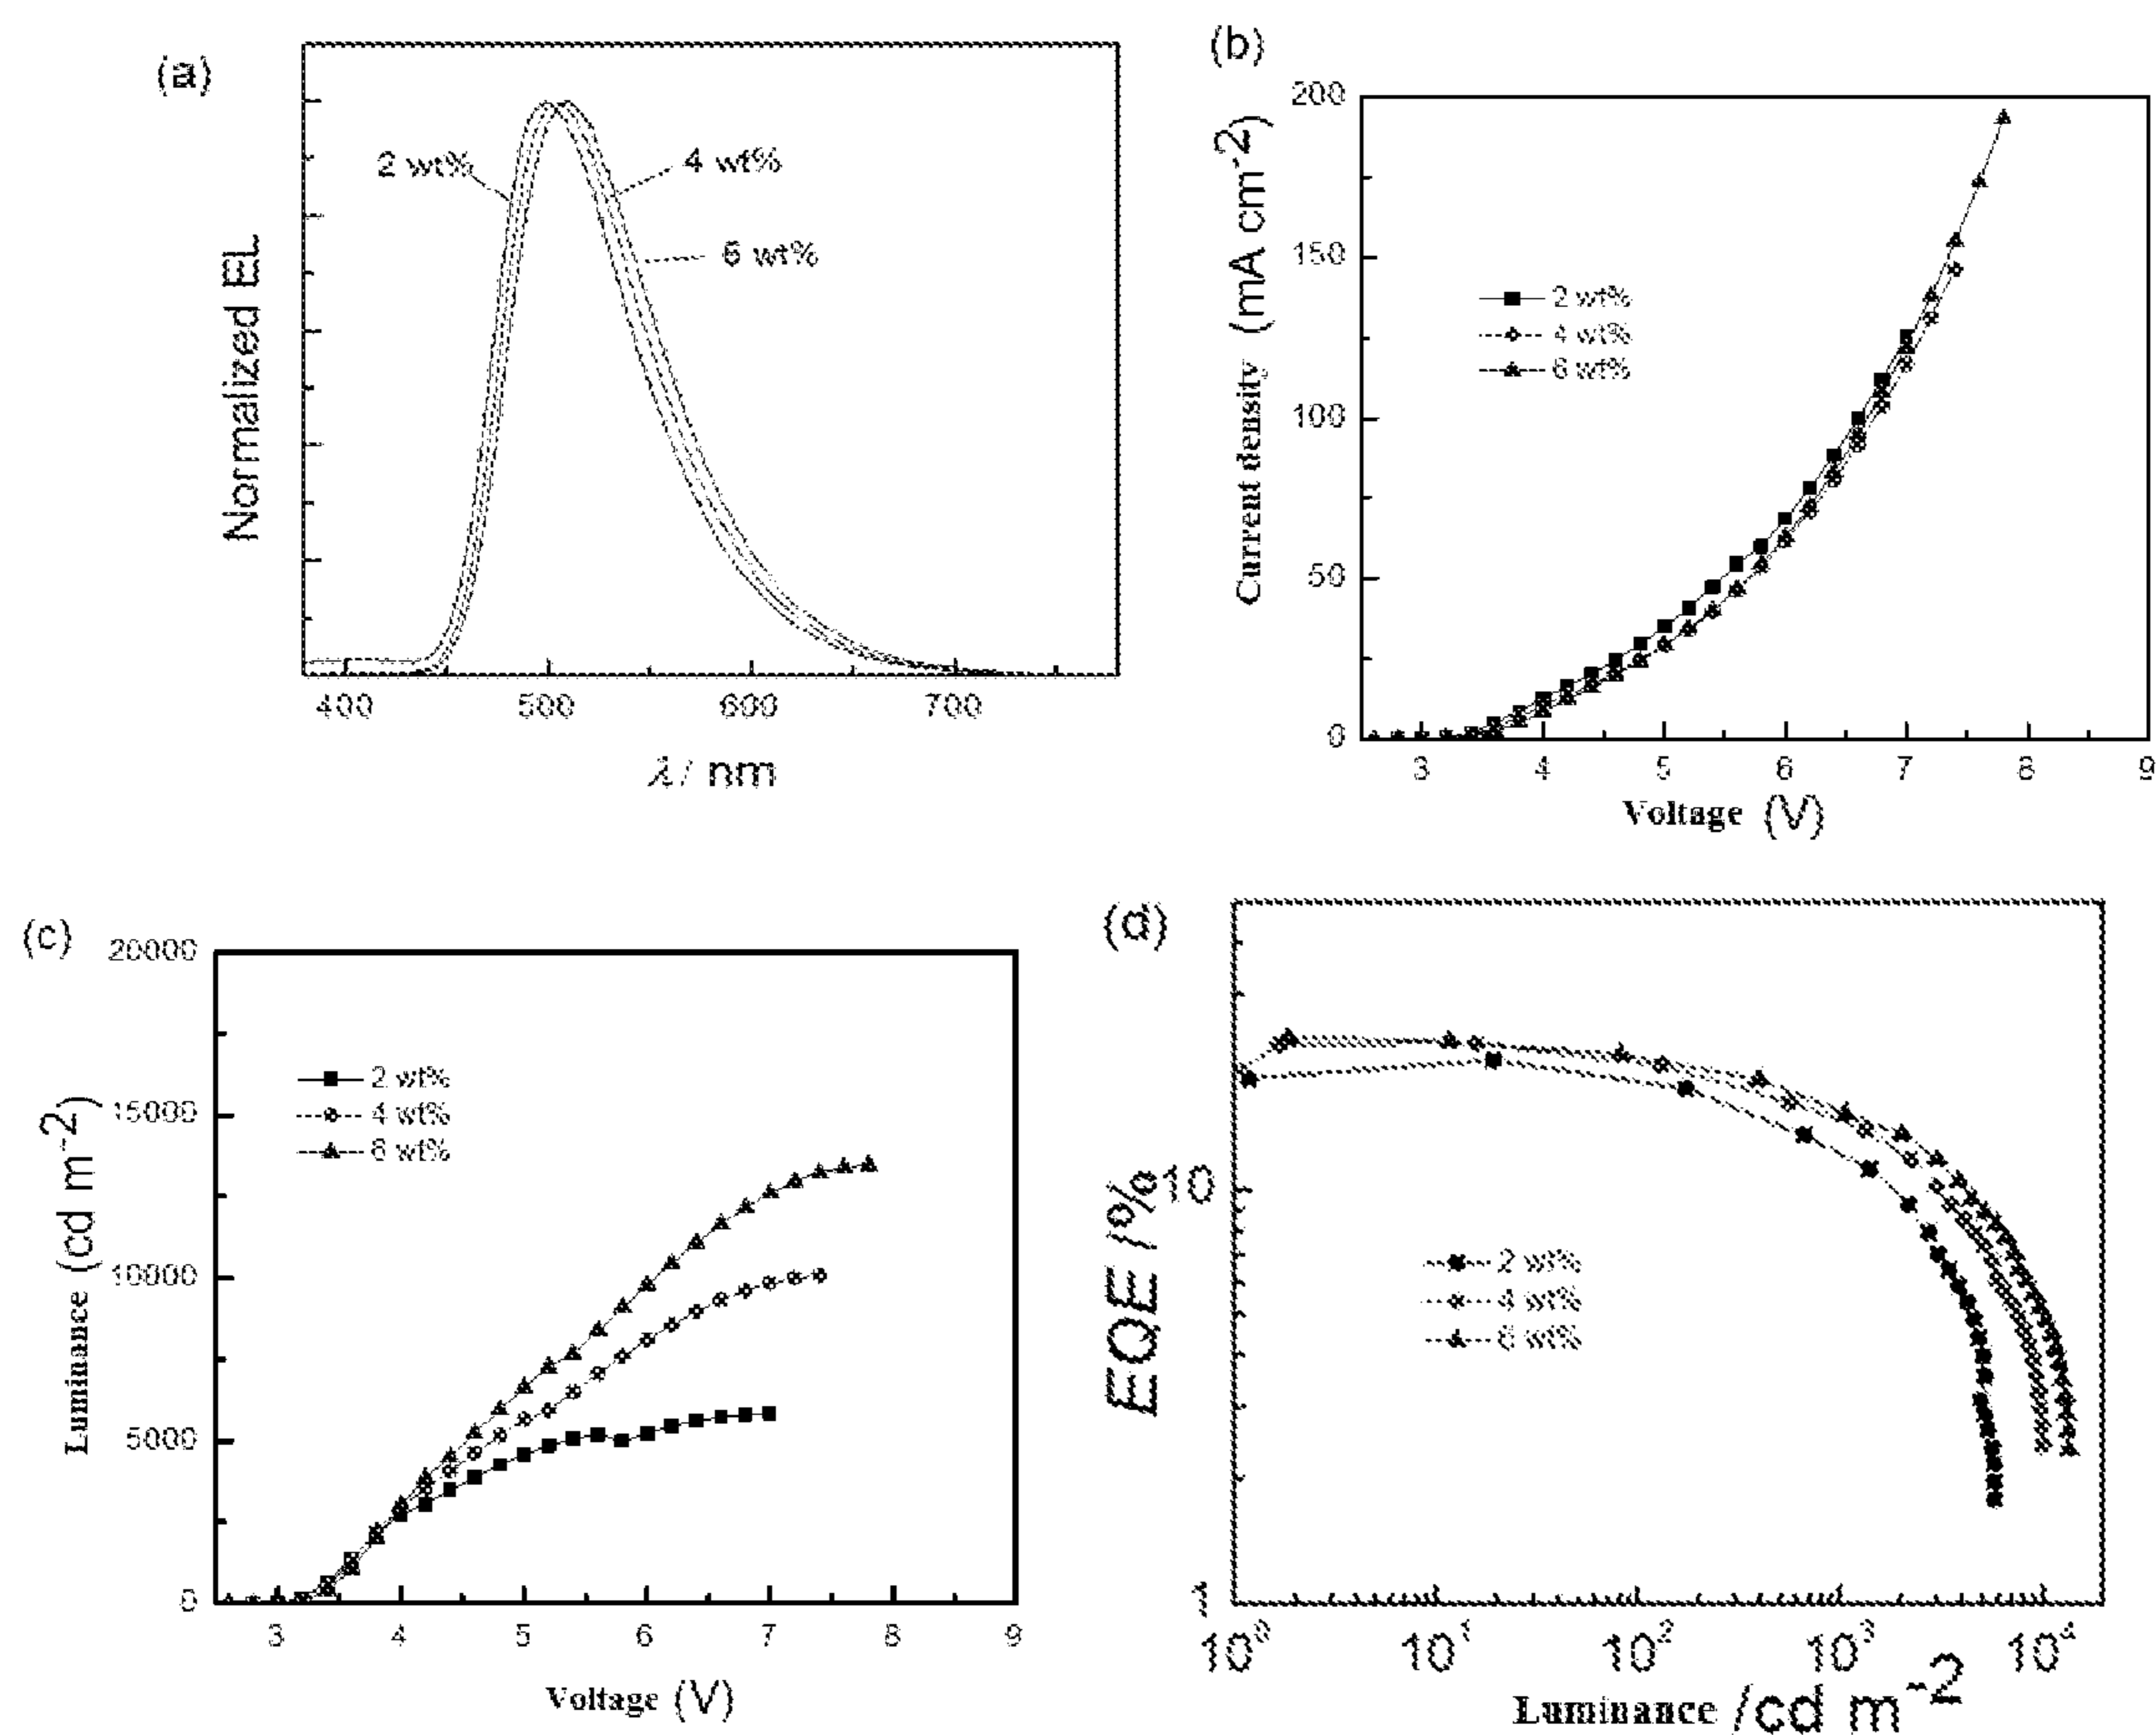 (a)
2 wt%
4 wt%
6 wt%
Normalized EL
400 500 600 700
λ / nm
(b)
200
150
100
50
0
Current density (mA cm⁻²)
2 wt%
4 wt%
6 wt%
3 4 5 6 7 8 9
Voltage (V)
(c)
20000
15000
10000
5000
0
Luminance (cd m⁻²)
2 wt%
4 wt%
6 wt%
3 4 5 6 7 8 9
Voltage (V)
(d)
10
1
EQE /%
2 wt%
4 wt%
6 wt%
10⁰ 10¹ 10² 10³ 10⁴
Luminance /cd m⁻²